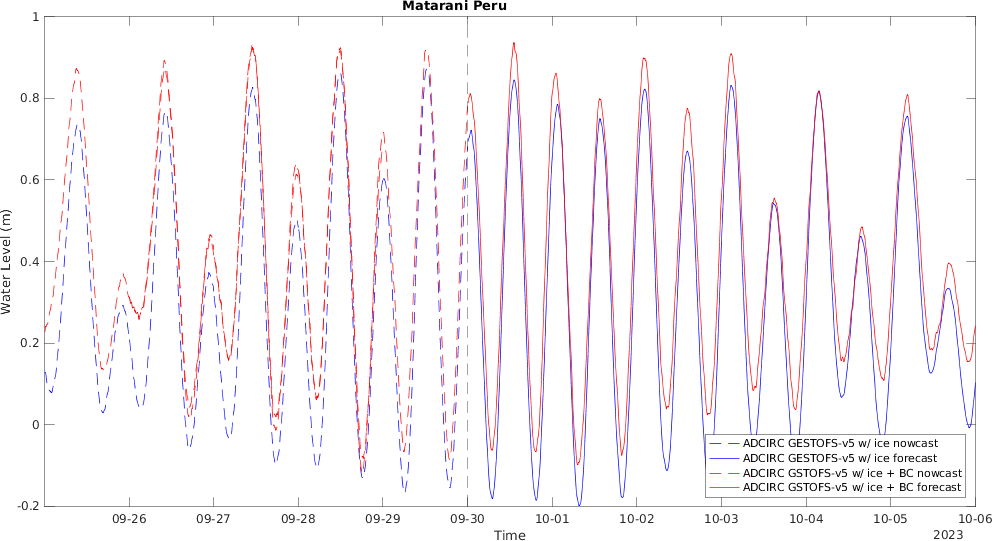 Matarani Peru
1
0.8
0.6
0.4
0.2
0
-0.2
Water Level (m)
ADCIRC GESTOFS-v5 w/ ice nowcast
ADCIRC GESTOFS-v5 w/ ice forecast
ADCIRC GSTOFS-v5 w/ ice + BC nowcast
ADCIRC GSTOFS-v5 w/ ice + BC forecast
09-26 09-27 09-28 09-29 09-30 10-01 10-02 10-03 10-04 10-05 10-06
Time
2023